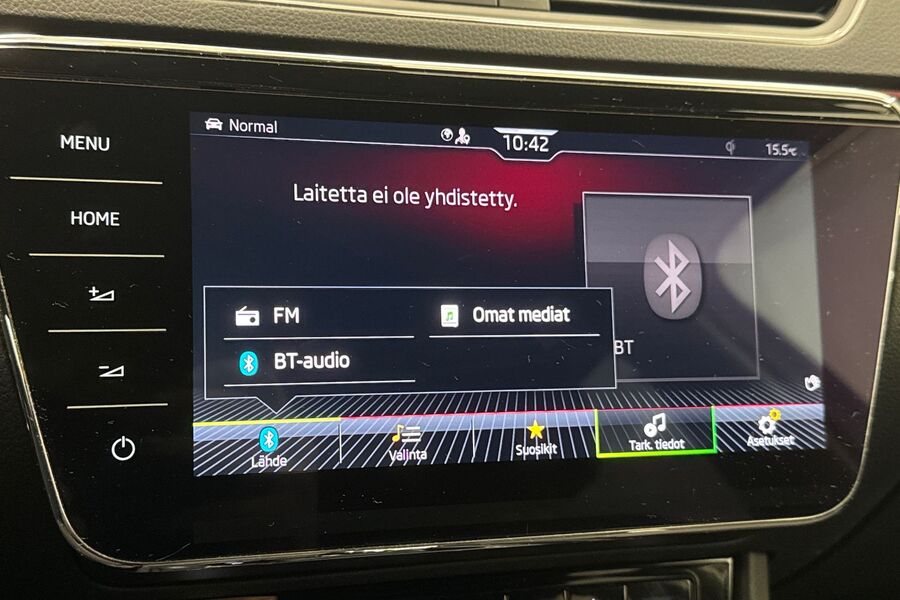 MENU
HOME
Normal
10:42
15.5°C
Laitetta ei ole yhdistetty.
FM
Omat mediat
BT-audio
BT
Lähde
Valinta
Suosikit
Tark. tiedot
Asetukset